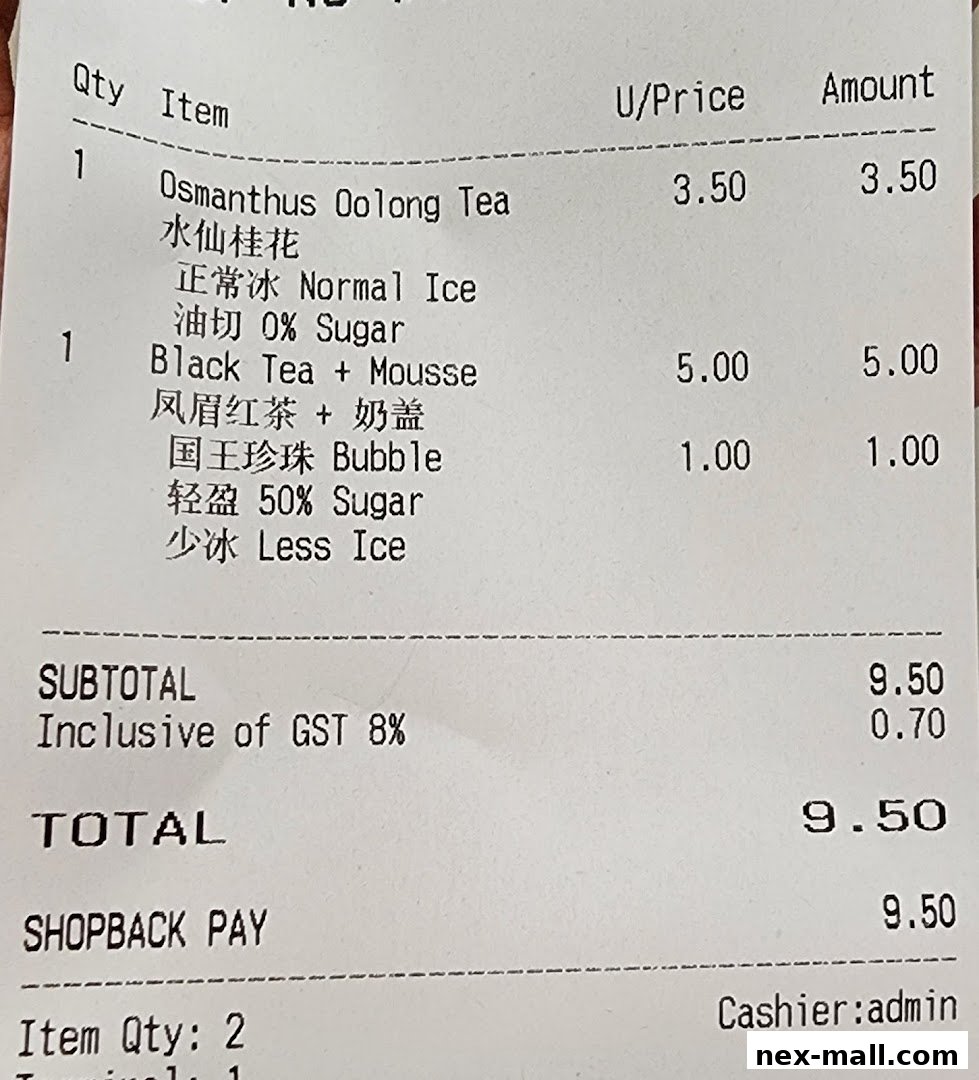 Qty Item U/Price Amount
1 Osmanthus Oolong Tea 3.50 3.50
水仙桂花
正常冰 Normal Ice
油切 0% Sugar
1 Black Tea + Mousse 5.00 5.00
凤眉红茶 + 奶盖
国王珍珠 Bubble 1.00 1.00
轻盈 50% Sugar
少冰 Less Ice
SUBTOTAL 9.50
Inclusive of GST 8% 0.70
TOTAL 9.50
SHOPBACK PAY 9.50
Item Qty: 2 Cashier:admin
nex-mall.com